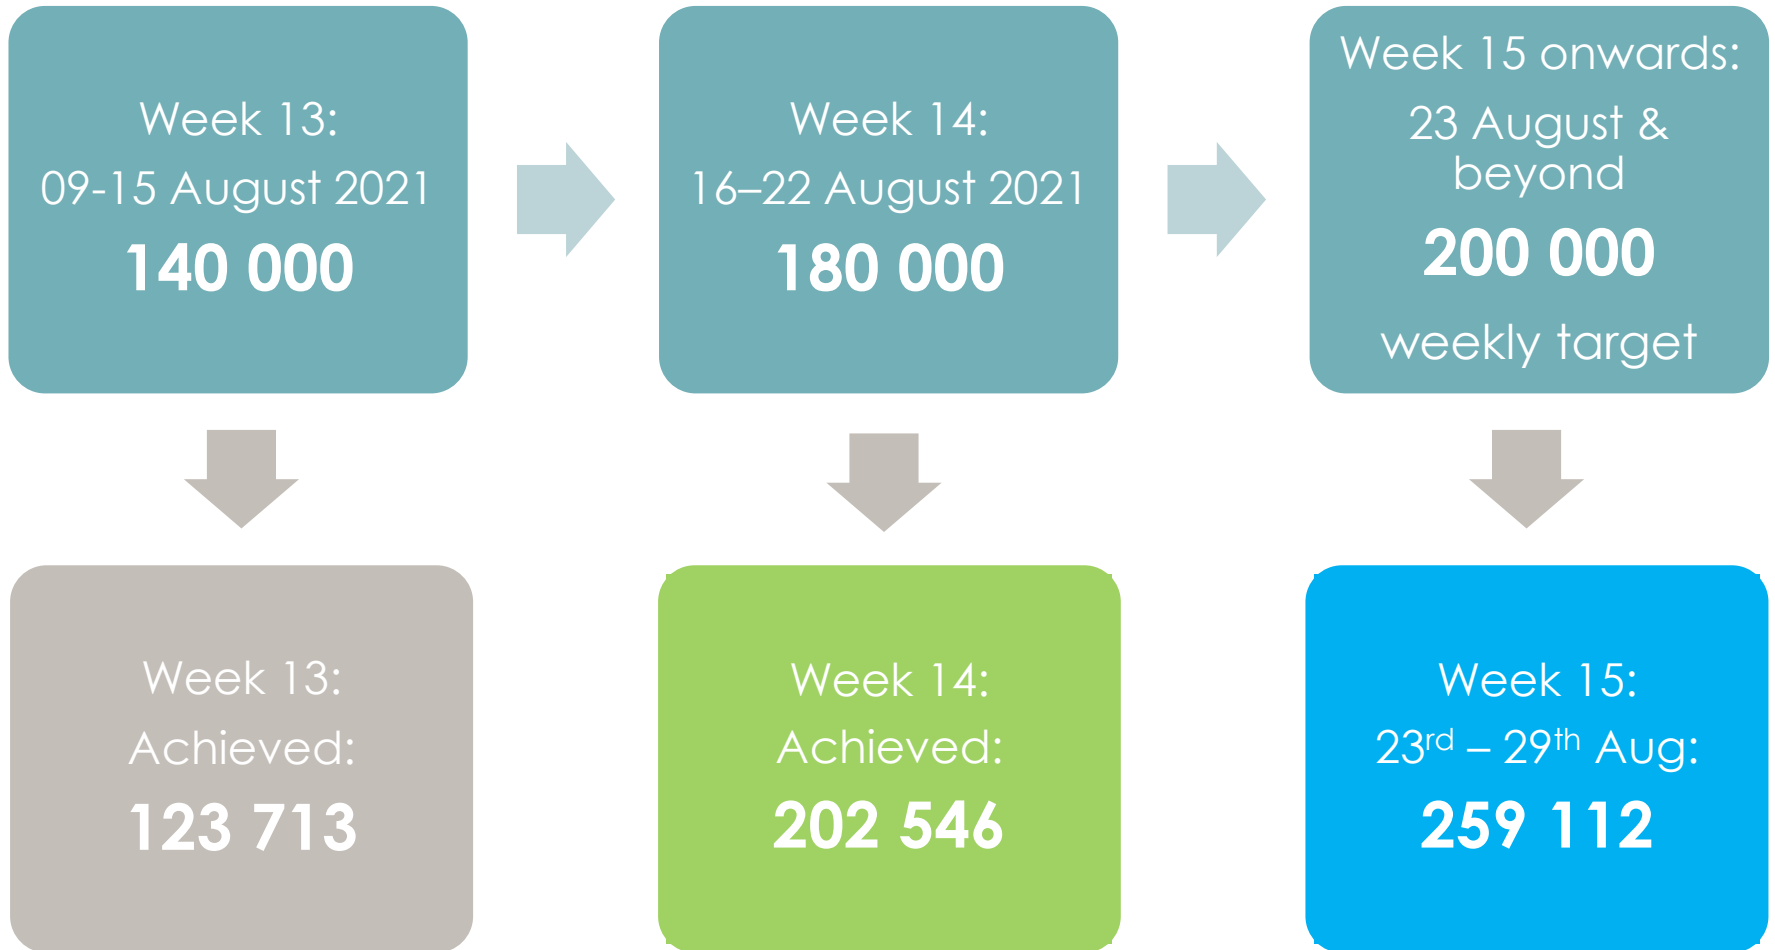 Week 13:
09-15 August 2021
140 000
Week 14:
16–22 August 2021
180 000
Week 15 onwards:
23 August &
beyond
200 000
weekly target
Week 13:
Achieved:
123 713
Week 14:
Achieved:
202 546
Week 15:
23rd – 29th Aug:
259 112